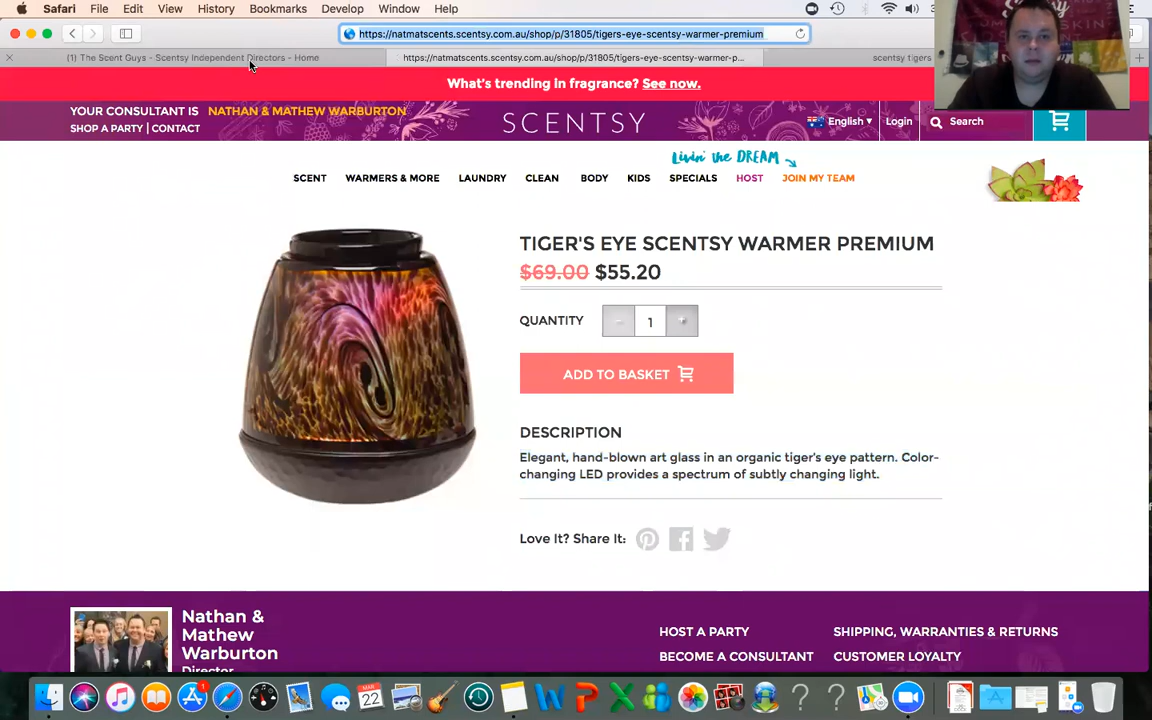 Safari File Edit View History Bookmarks Develop Window Help
https://natmatscents.scentsy.com.au/shop/p/31805/tigers-eye-scentsy-warmer-premium
(1) The Scent Guys - Scentsy Independent Directors - Home
https://natmatscents.scentsy.com.au/shop/p/31805/tigers-eye-scentsy-warmer-p...
scentsy tigers
What's trending in fragrance? See now.
YOUR CONSULTANT IS NATHAN & MATHEW WARBURTON
SHOP A PARTY | CONTACT
SCENTSY
English
Login
Search
Livin' the DREAM
SCENT WARMERS & MORE LAUNDRY CLEAN BODY KIDS SPECIALS HOST JOIN MY TEAM
TIGER'S EYE SCENTSY WARMER PREMIUM
$69.00 $55.20
QUANTITY - 1 +
ADD TO BASKET
DESCRIPTION
Elegant, hand-blown art glass in an organic tiger's eye pattern. Color-
changing LED provides a spectrum of subtly changing light.
Love It? Share It:
Nathan &
Mathew
Warburton
Director
HOST A PARTY
SHIPPING, WARRANTIES & RETURNS
BECOME A CONSULTANT
CUSTOMER LOYALTY
MAR
22